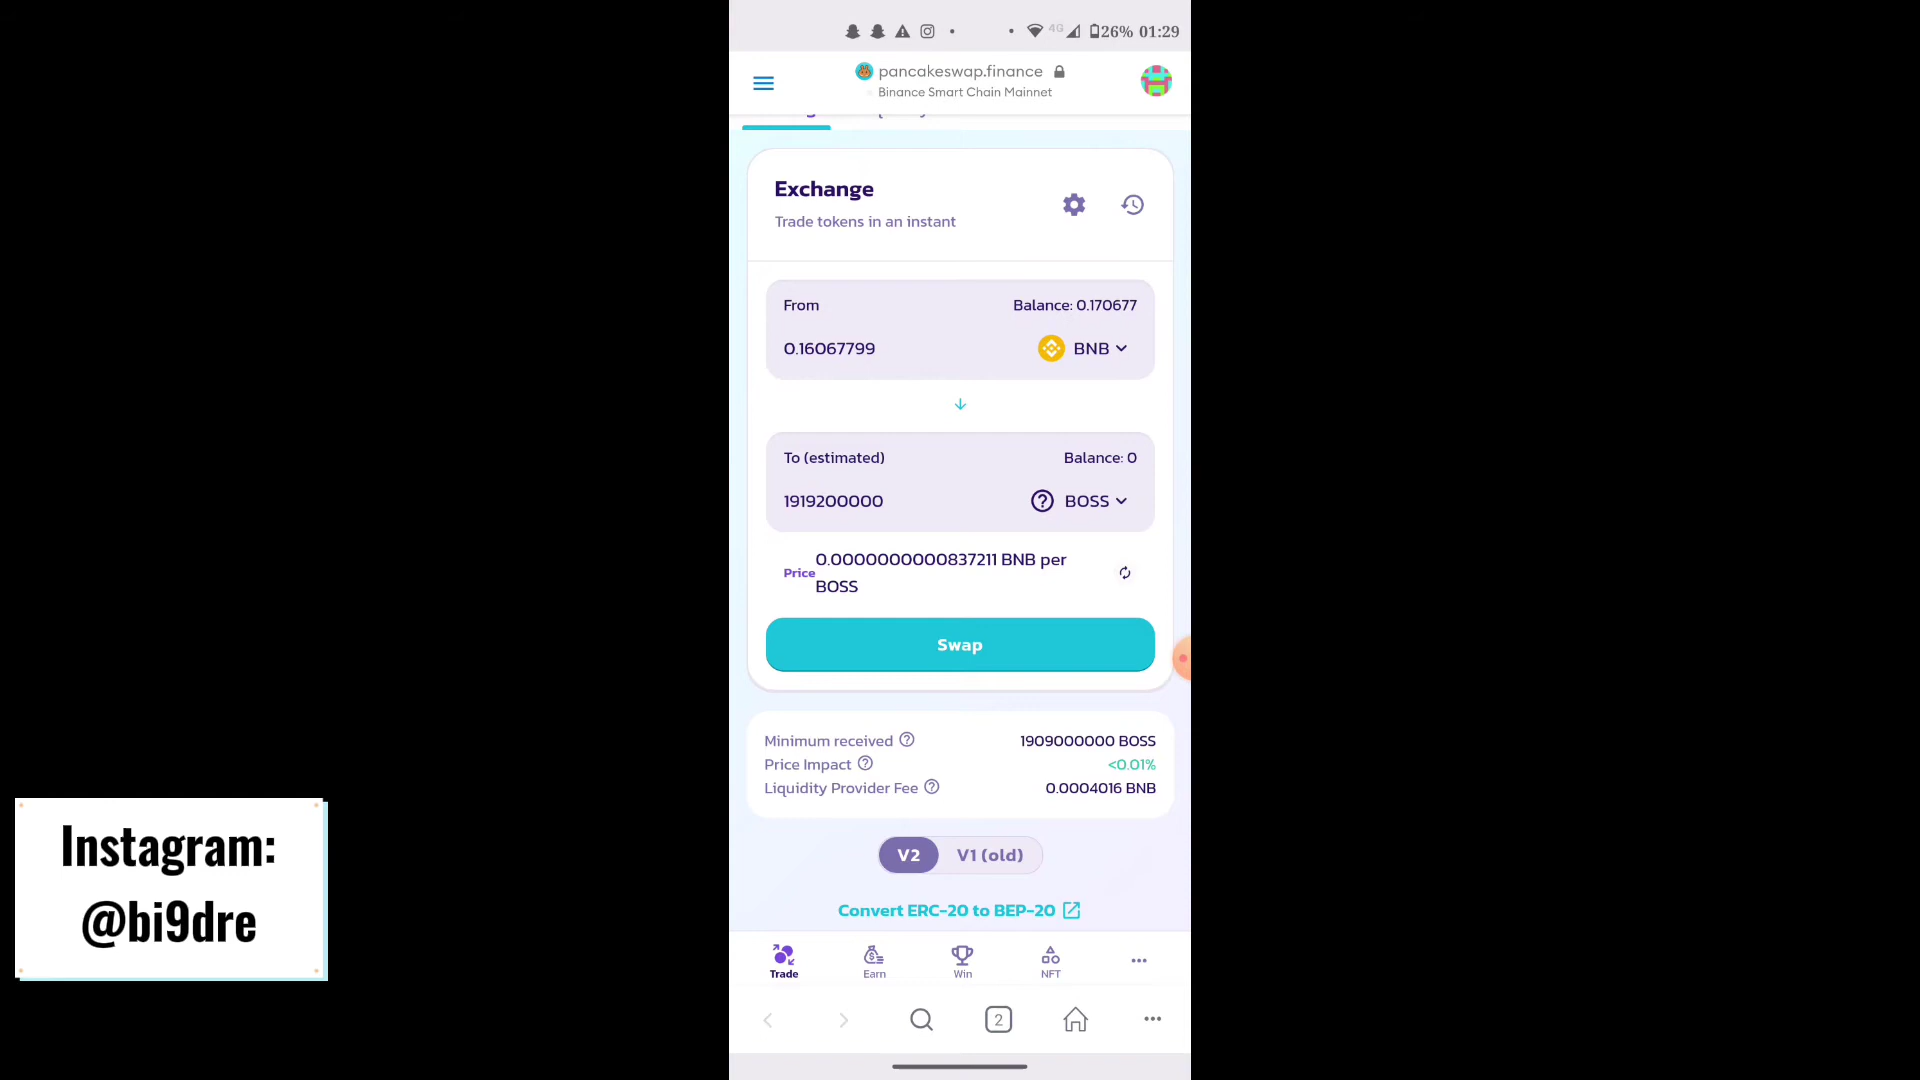 4G 26% 01:29
pancakeswap.finance
Binance Smart Chain Mainnet
Exchange
Trade tokens in an instant
From Balance: 0.170677
0.16067799 BNB
To (estimated) Balance: 0
1919200000 BOSS
Price 0.0000000000837211 BNB per
BOSS
Swap
Minimum received 1909000000 BOSS
Price Impact <0.01%
Liquidity Provider Fee 0.0004016 BNB
V2 V1 (old)
Convert ERC-20 to BEP-20
Trade Earn Win NFT
2
Instagram:
@bi9dre